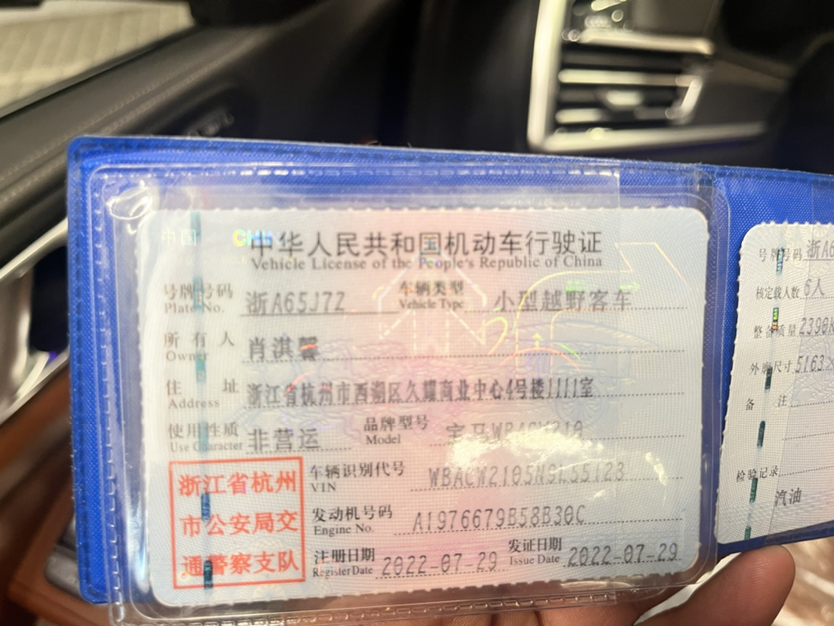 中华人民共和国机动车行驶证
Vehicle License of the People's Republic of China
号牌号码 浙A65J7Z 车辆类型 小型越野客车
Plate No. Vehicle Type
所有人 肖淇馨
Owner
住址 浙江省杭州市西湖区久耀商业中心4号楼1111室
Address
使用性质 非营运 品牌型号 宝马
Use Character Model
浙江省杭州
市公安局交
通警察支队
车辆识别代号
VIN
发动机号码 A1976679B58B30C
Engine No.
注册日期 2022-07-29 发证日期 2022-07-29
Register Date Issue Date
号牌号码 浙A6
核定载人数 6人
整备质量 2390K
外廓尺寸 5163×
备注
检验记录
汽油